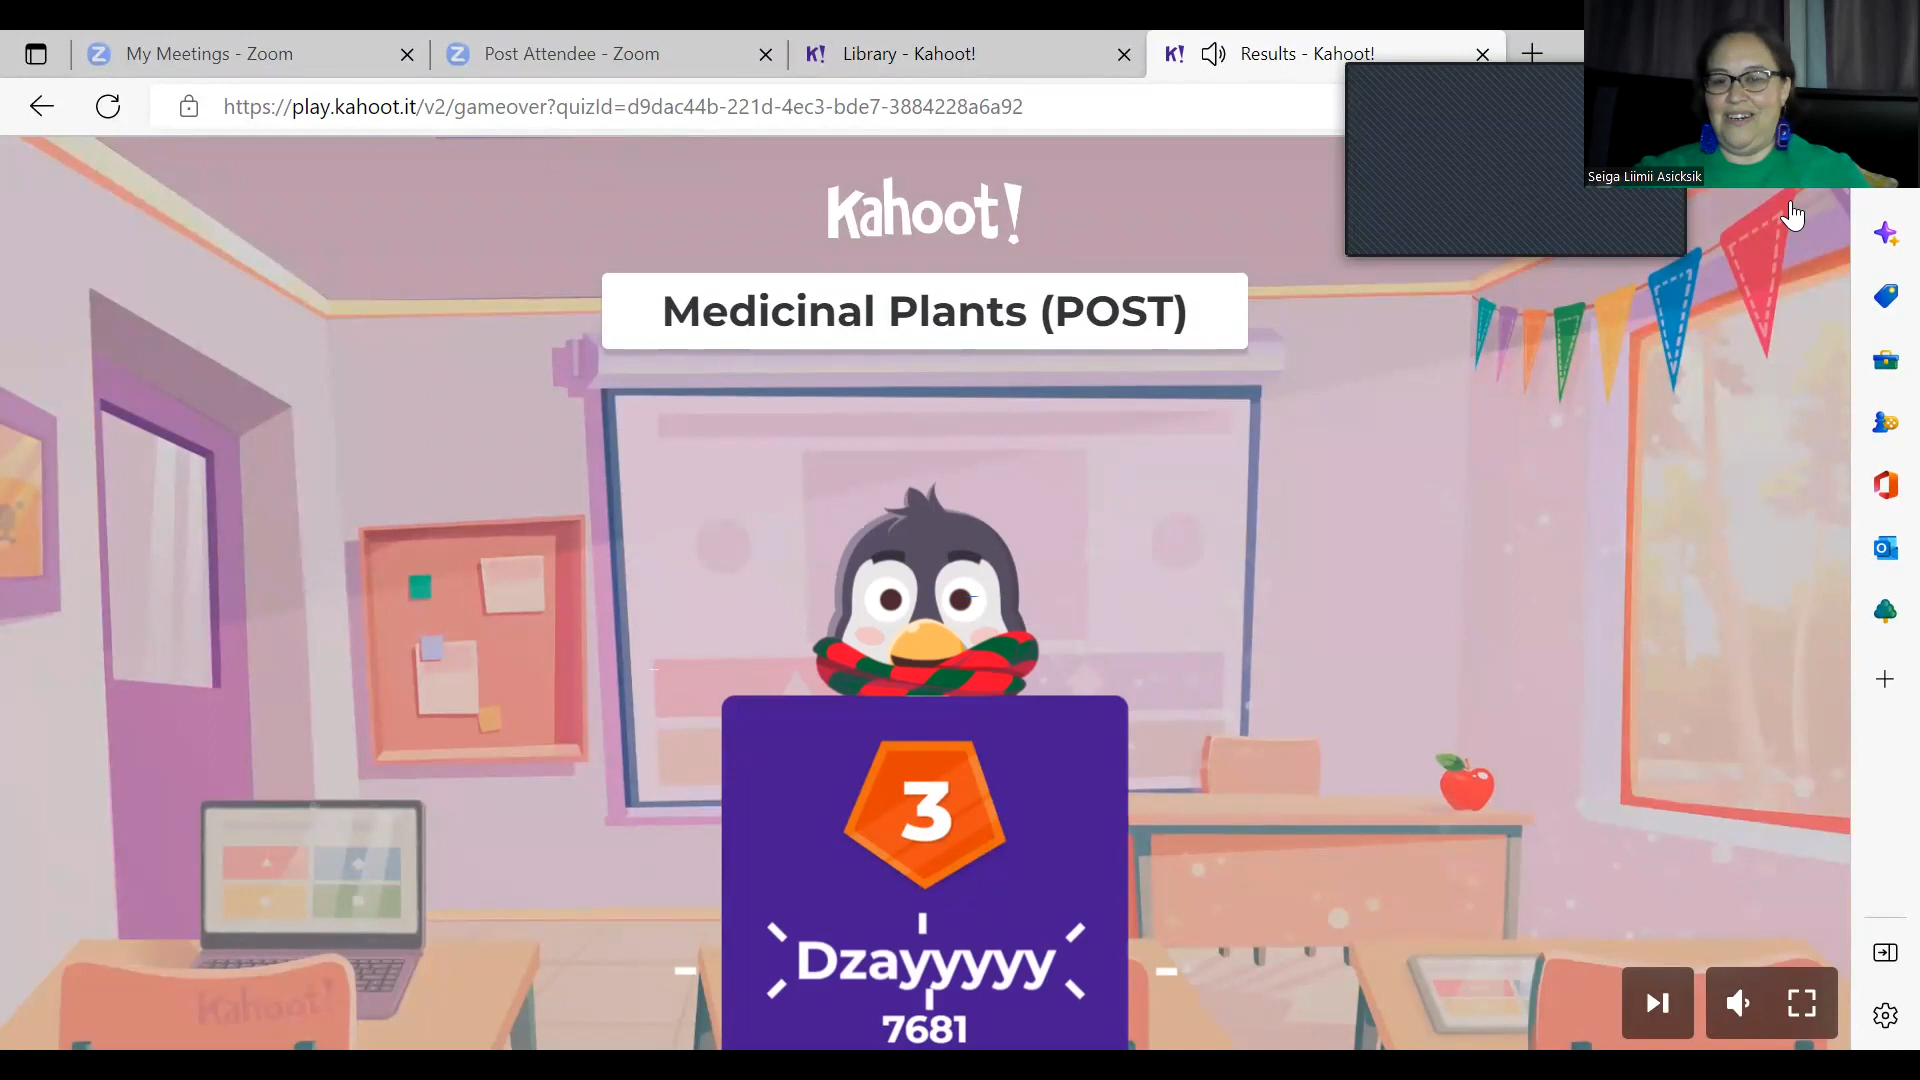 My Meetings - Zoom
Post Attendee - Zoom
K! Library - Kahoot!
K! Results - Kahoot!
https://play.kahoot.it/v2/gameover?quizId=d9dac44b-221d-4ec3-bde7-3884228a6a92
Seiga Liimii Asicksik
Kahoot!
Medicinal Plants (POST)
3
Dzayyyyy
7681
Kahoot!